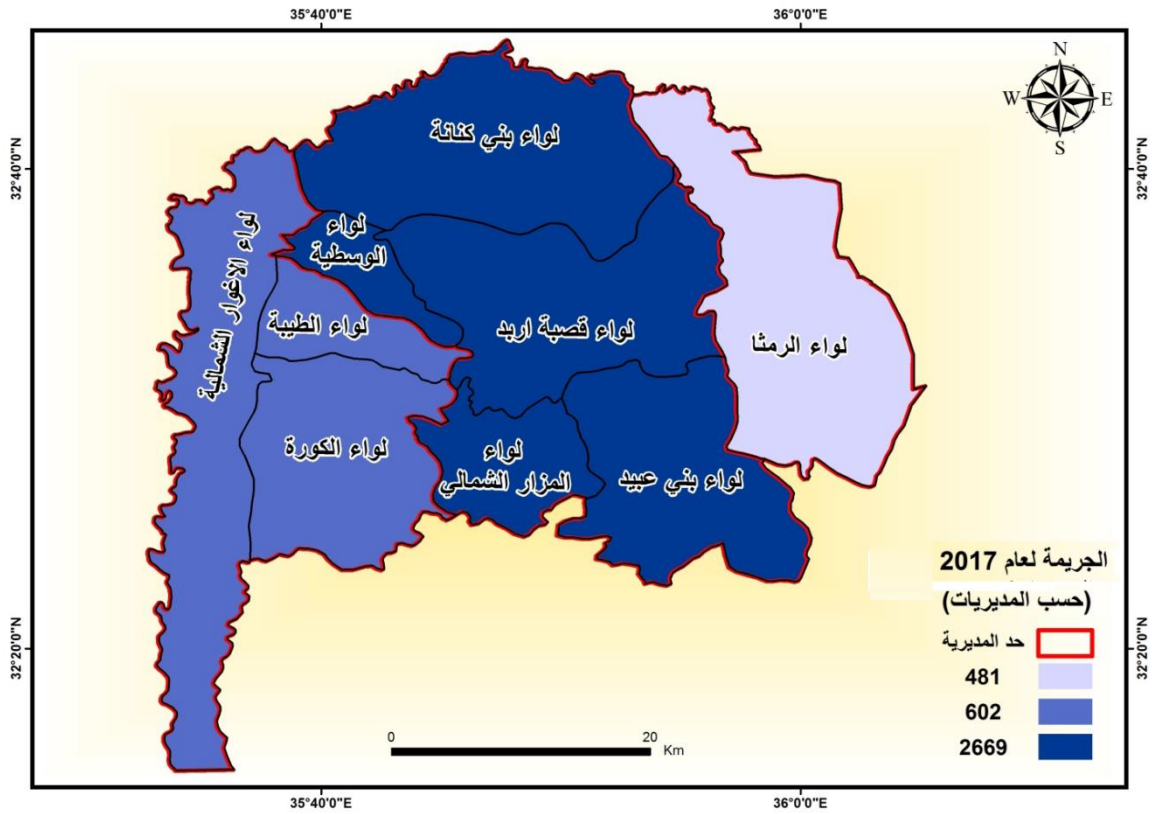 35°40'0"E
36°0'0"E
N
W
E
S
32°40'0"N
32°40'0"N
لواء بني كنانة
لواء
الوسطية
لواء الاغوار الشمالية
لواء الطيبة
لواء قصبة اربد
لواء الرمثا
لواء الكورة
لواء
المزار الشمالي
لواء بني عبيد
الجريمة لعام 2017
(حسب المديريات)
حد المديرية
481
602
2669
32°20'0"N
32°20'0"N
0
20
Km
35°40'0"E
36°0'0"E